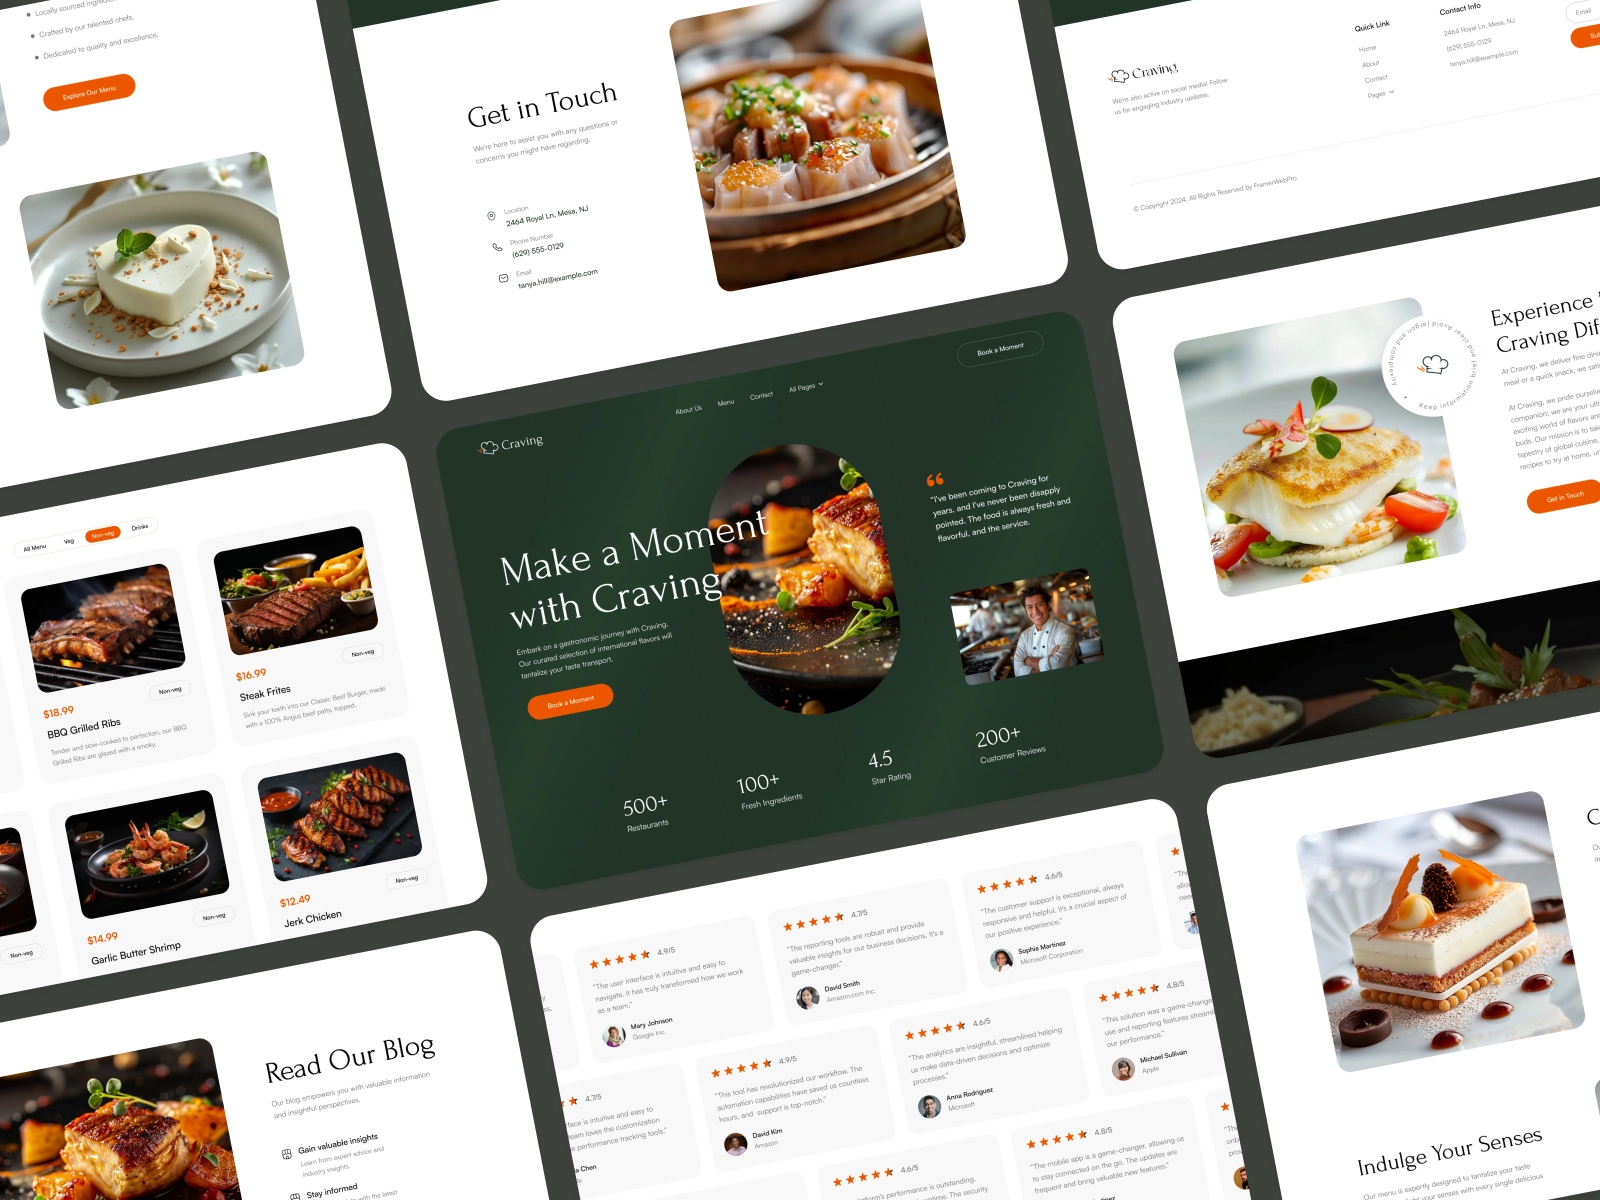 Crafted by our talented chefs.
Dedicated to quality and excellence.
Explore Our Menu
Get in Touch
We're here to assist you with any questions or
concerns you might have regarding.
Location
2464 Royal Ln, Mesa, NJ
Phone Number
(629) 555-0129
Email
tanya.hill@example.com
Craving
We're also active on social media! Follow
us for engaging industry updates.
Quick Link
Home
About
Contact
Pages
Contact Info
2464 Royal Ln, Mesa, NJ
(629) 555-0129
tanya.hill@example.com
Email
© Copyright 2024, All Rights Reserved by FramerWebPro
All Menu
Veg
Non-veg
Drinks
$18.99
Non-veg
BBQ Grilled Ribs
Tender and slow-cooked to perfection, our BBQ
Grilled Ribs are glazed with a smoky.
$16.99
Non-veg
Steak Frites
Sink your teeth into our Classic Beef Burger, made
with a 100% Angus beef patty, topped.
Non-veg
$14.99
Non-veg
Garlic Butter Shrimp
$12.49
Non-veg
Jerk Chicken
Craving
About Us
Menu
Contact
All Pages
Book a Moment
Make a Moment
with Craving
Embark on a gastronomic journey with Craving.
Our curated selection of international flavors will
tantalize your taste transport.
Book a Moment
"I've been coming to Craving for
years, and I've never been disapply
pointed. The food is always fresh and
flavorful, and the service.
500+
Restaurants
100+
Fresh Ingredients
4.5
Star Rating
200+
Customer Reviews
Keep information brief and clear Avoid jargon and complexity
Experience
Craving
At Craving, we deliver fine
meal or a quick snack, we
At Craving, we pride
companion; we are your
exciting world of flavors
buds. Our mission is to
tapestry of global cuisine,
recipes to try at home,
Get in Touch
Read Our Blog
Our blog empowers you with valuable information
and insightful perspectives.
Gain valuable insights
Learn from expert advice and
industry insights.
Stay informed
with the latest
4.9/5
"The user interface is intuitive and easy to
navigate. It has truly transformed how we work
as a team."
Mary Johnson
Google Inc.
4.7/5
"The reporting tools are robust and provide
valuable insights for our business decisions. It's a
game-changer."
David Smith
Amazon.com Inc.
4.6/5
"The customer support is exceptional, always
responsive and helpful. It's a crucial aspect of
our positive experience."
Sophia Martinez
Microsoft Corporation
4.7/5
is intuitive and easy to
team loves the customization
performance tracking tools."
Chen
4.9/5
"This tool has revolutionized our workflow. The
automation capabilities have saved us countless
hours, and support is top-notch."
David Kim
Amazon
4.6/5
"The analytics are insightful, streamlined helping
us make data-driven decisions and optimize
processes."
Anna Rodriguez
Microsoft
4.8/5
"This solution was a game-changer
use and reporting features
our performance."
Michael Sullivan
Apple
4.6/5
performance is outstanding,
The security
4.8/5
"The mobile app is a game-changer, allowing us
to stay connected on the go. The updates are
frequent and bring valuable new features."
Indulge Your Senses
Our menu is expertly designed to tantalize your taste
your senses with every single delicious